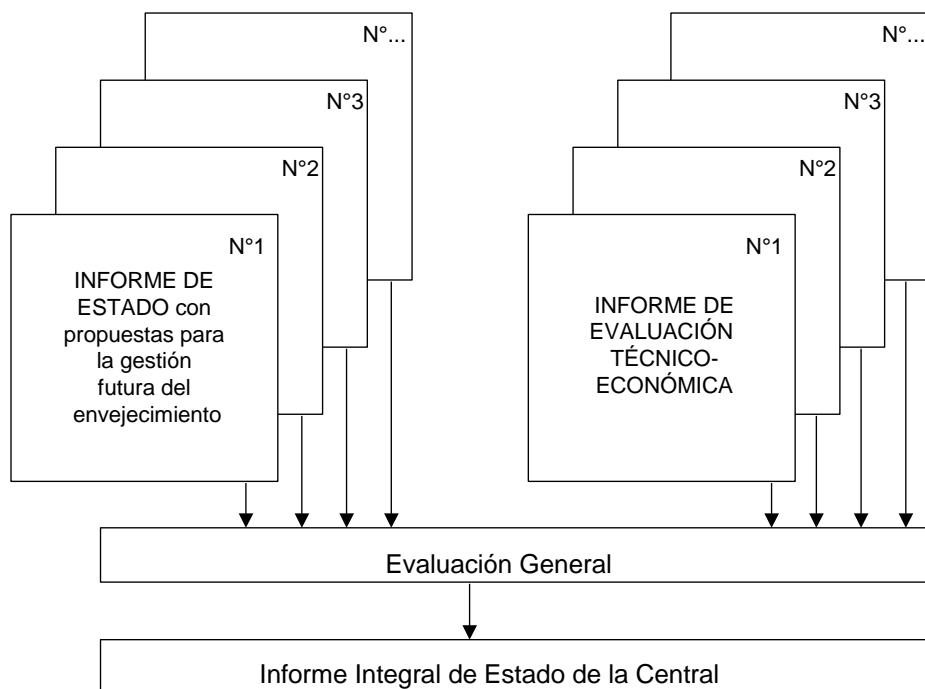 N°...
N°3
N°2
N°1
INFORME DE
ESTADO con
propuestas para
la gestión
futura del
envejecimiento
N°...
N°3
N°2
N°1
INFORME DE
EVALUACIÓN
TÉCNICO-
ECONÓMICA
Evaluación General
Informe Integral de Estado de la Central